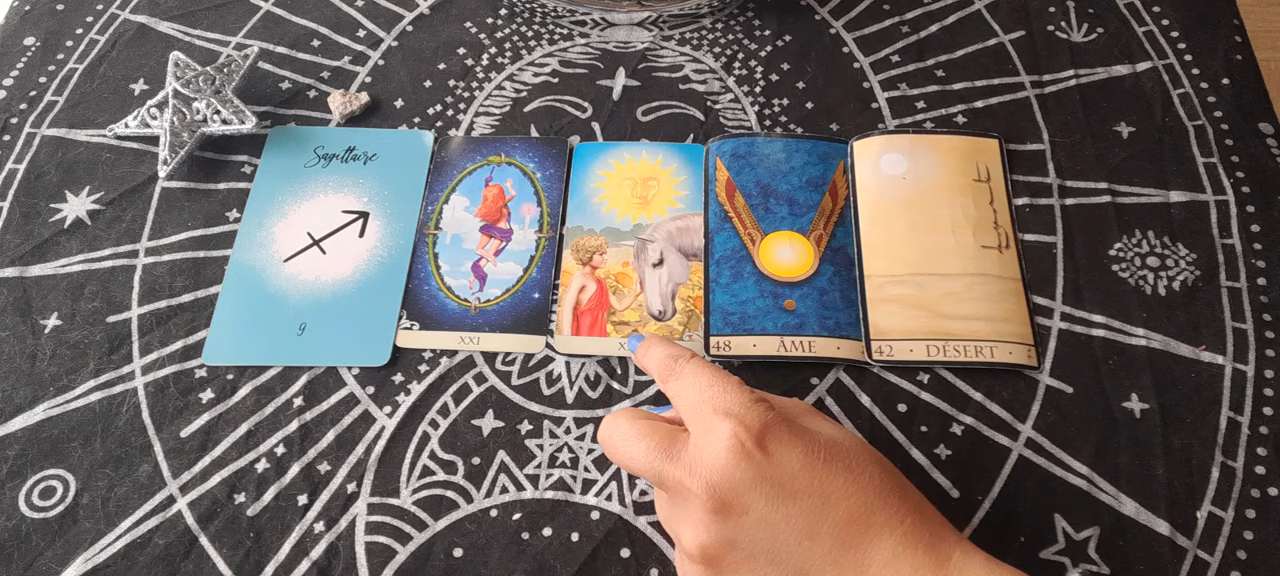 Sagittaire
9
XXI
48 · ÂME ·
42 · DÉSERT ·